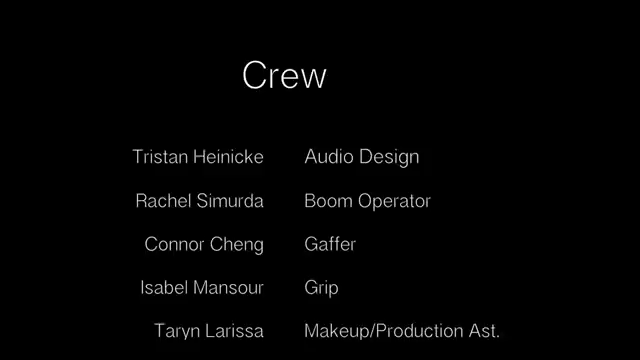 Crew
Tristan Heinicke Audio Design
Rachel Simurda Boom Operator
Connor Cheng Gaffer
Isabel Mansour Grip
Taryn Larissa Makeup/Production Ast.